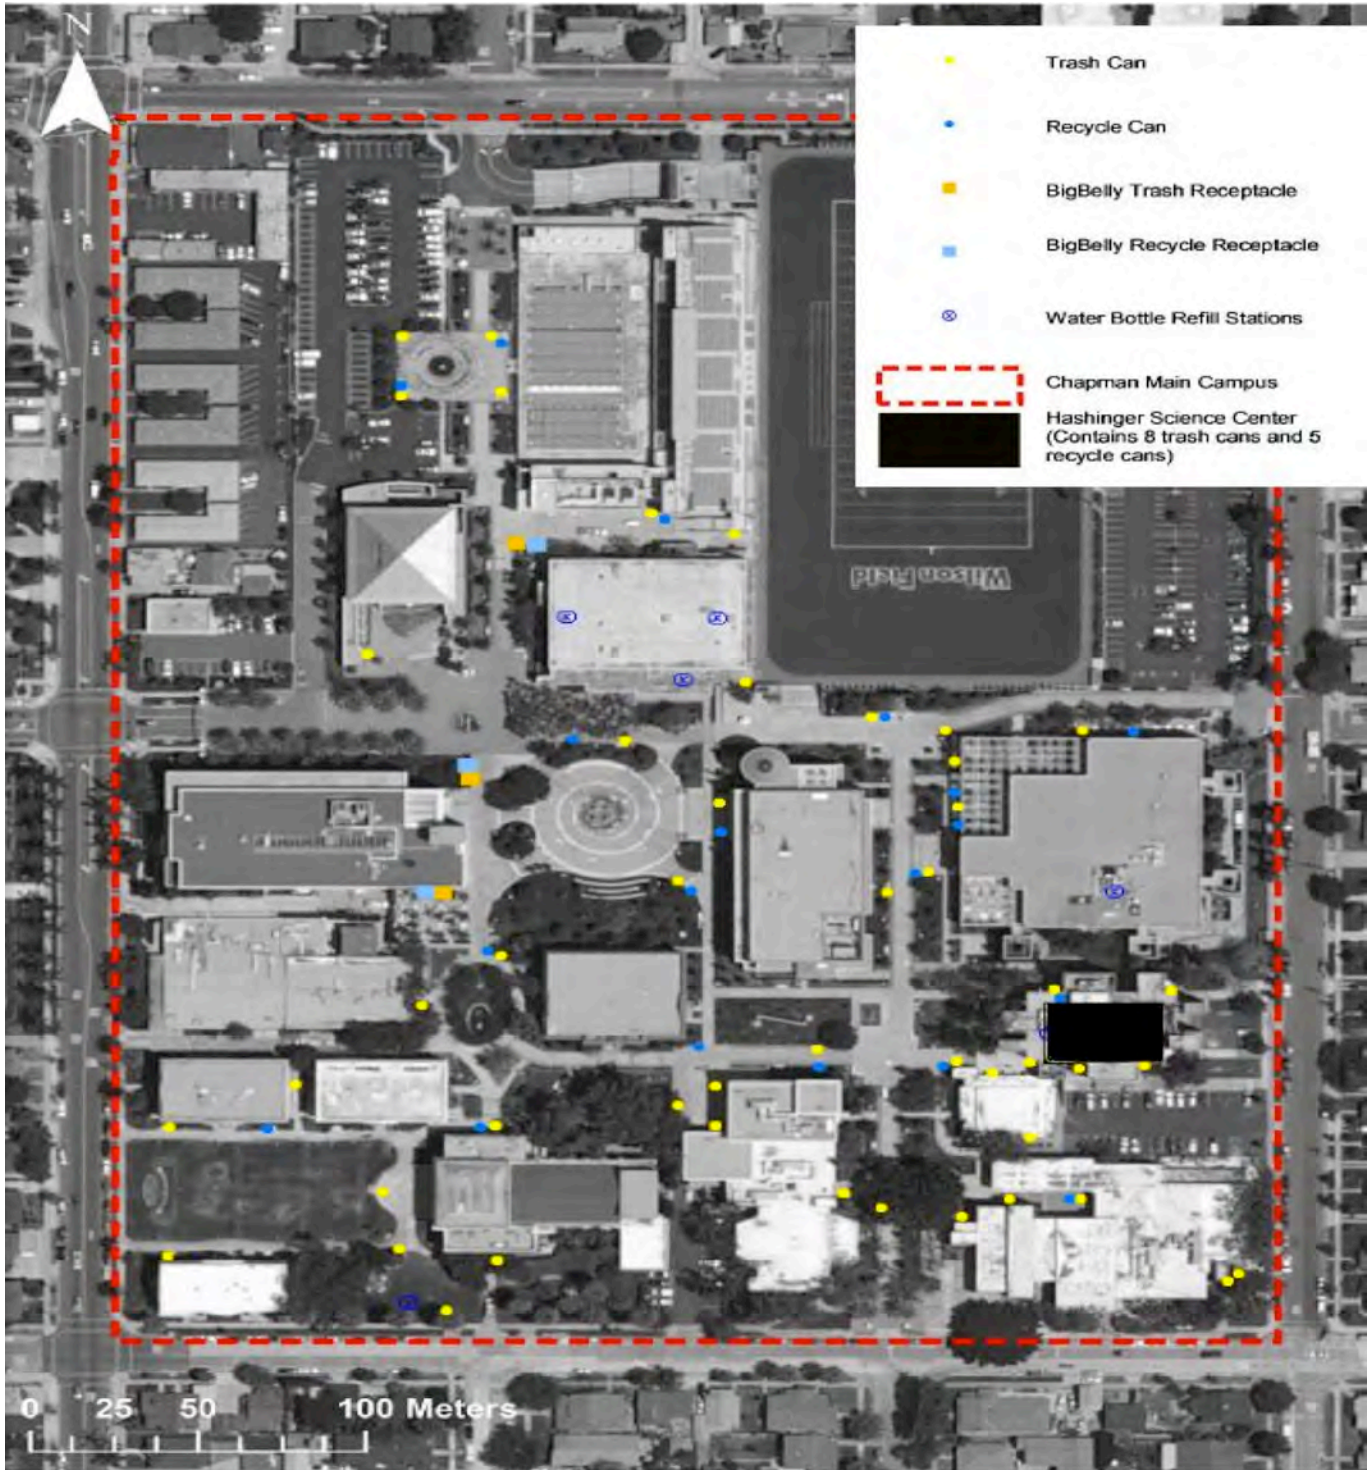 N
Trash Can
Recycle Can
BigBelly Trash Receptacle
BigBelly Recycle Receptacle
Water Bottle Refill Stations
Chapman Main Campus
Hashinger Science Center
(Contains 8 trash cans and 5
recycle cans)
Wilson Field
0 25 50 100 Meters